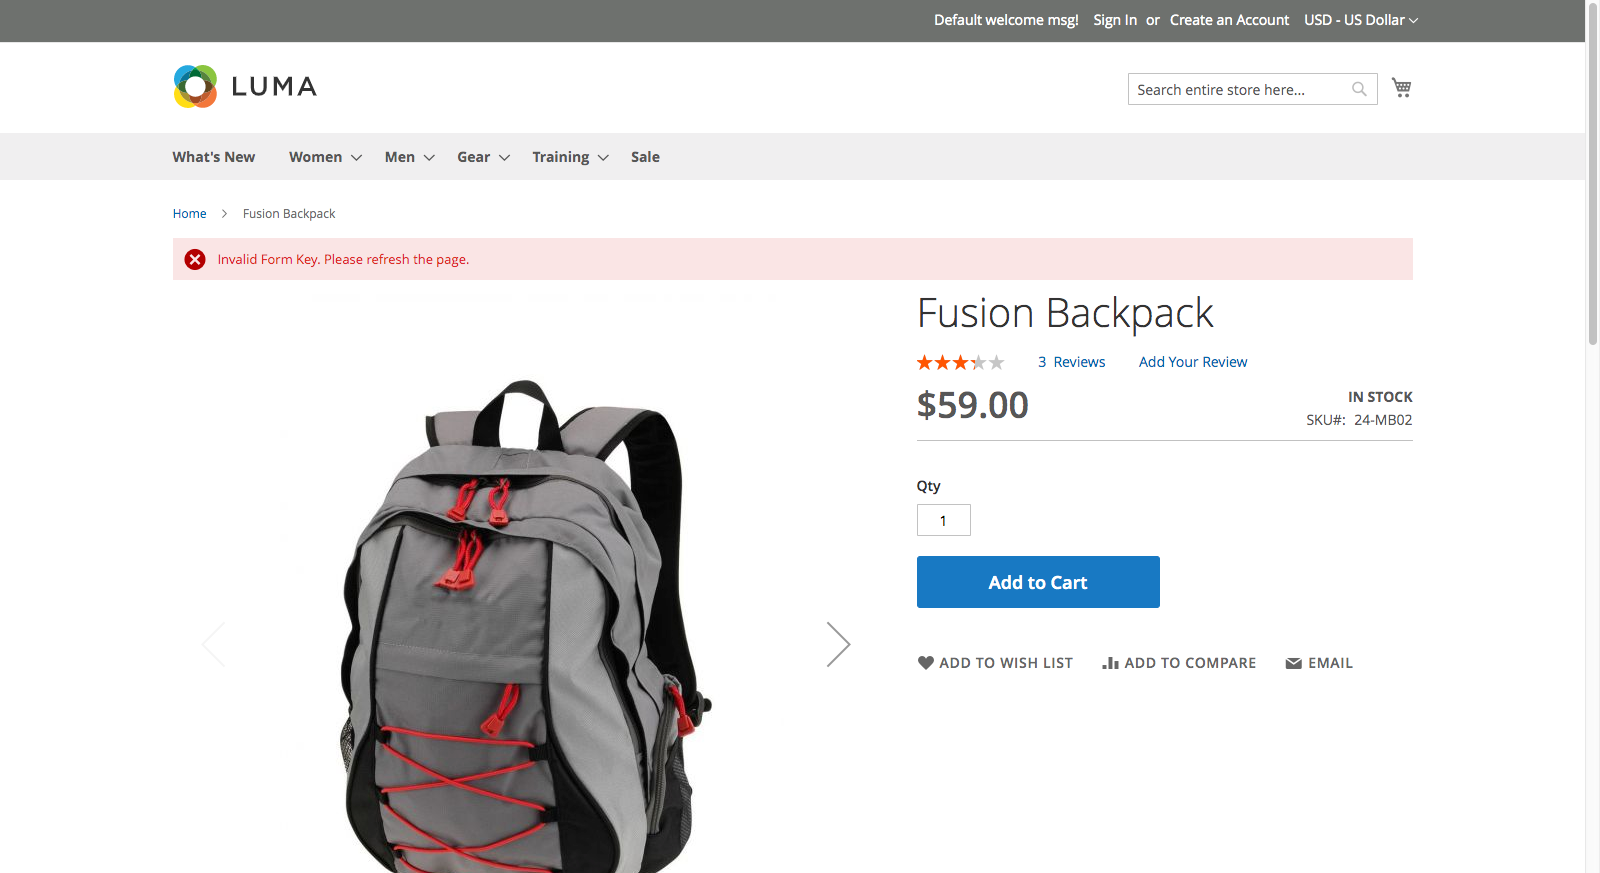 Default welcome msg! Sign In or Create an Account USD - US Dollar
LUMA
Search entire store here...
What's New Women Men Gear Training Sale
Home Fusion Backpack
Invalid Form Key. Please refresh the page.
Fusion Backpack
3 Reviews Add Your Review
$59.00
IN STOCK
SKU#: 24-MB02
Qty
1
Add to Cart
ADD TO WISH LIST ADD TO COMPARE EMAIL